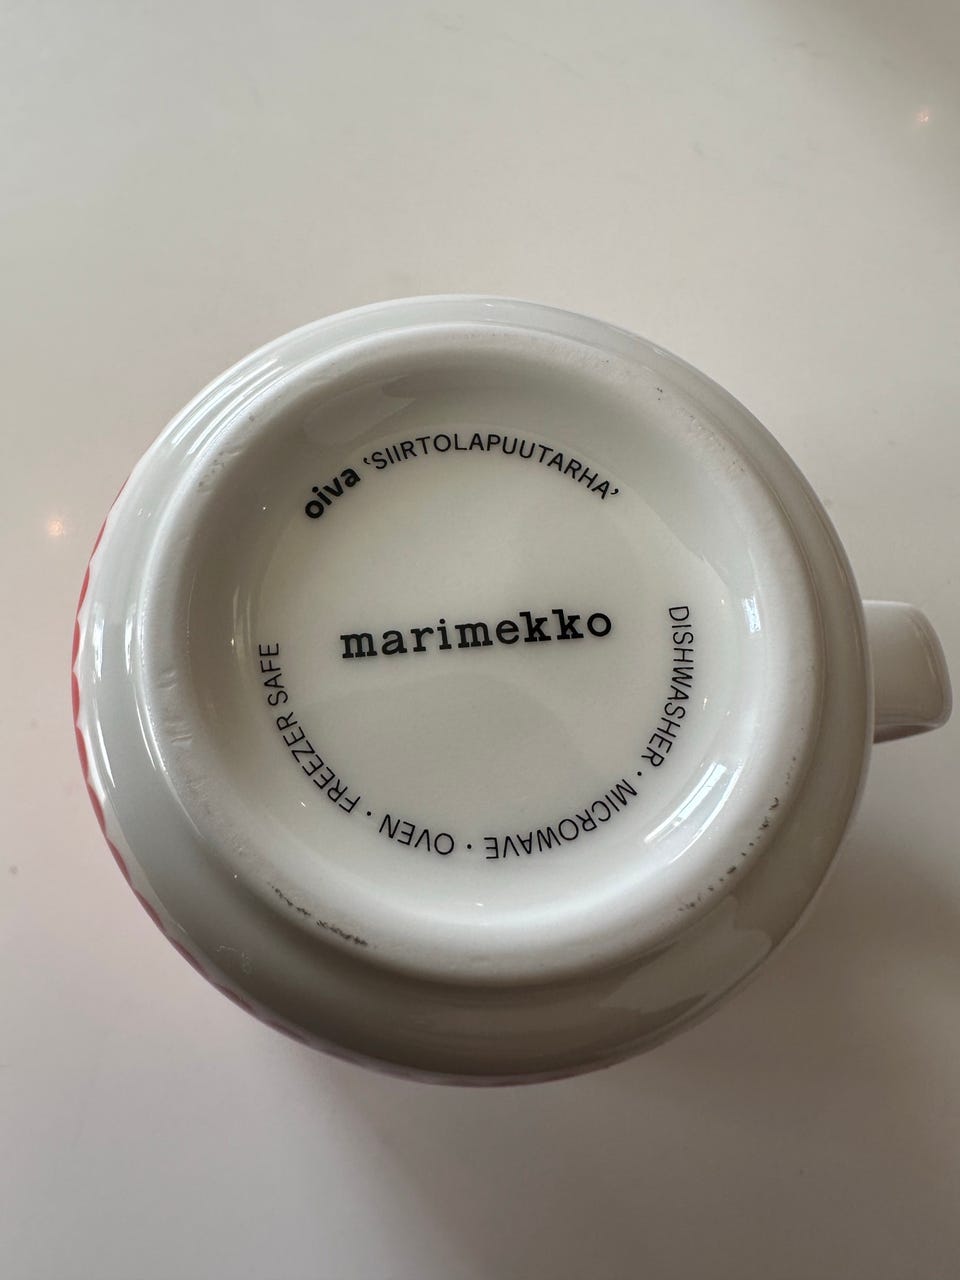 oiva ‘SIIRTOLAPUUTARHA’
marimekko
DISHWASHER · MICROWAVE · OVEN · FREEZER SAFE